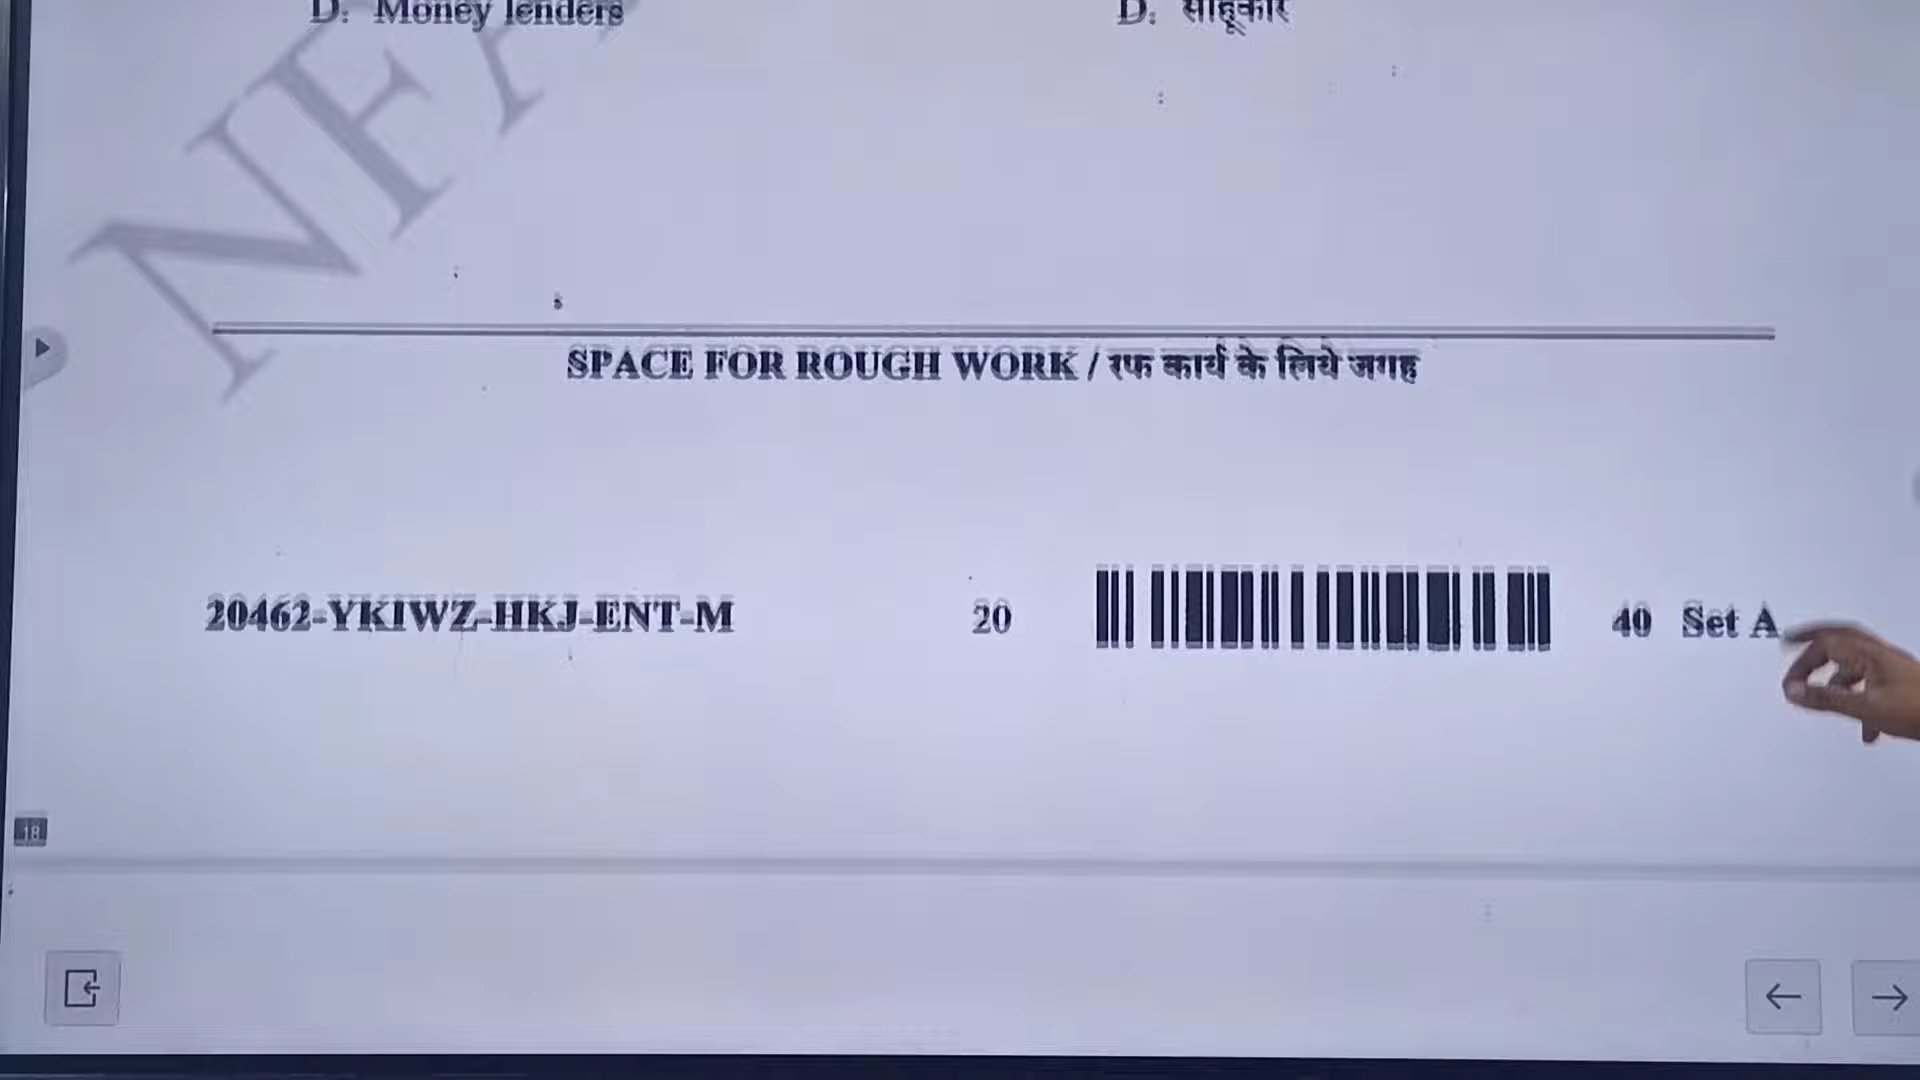 D. Money lenders
D. साहूकार
SPACE FOR ROUGH WORK / रफ कार्य के लिये जगह
20462-YKIWZ-HKJ-ENT-M 20 40 Set A
18